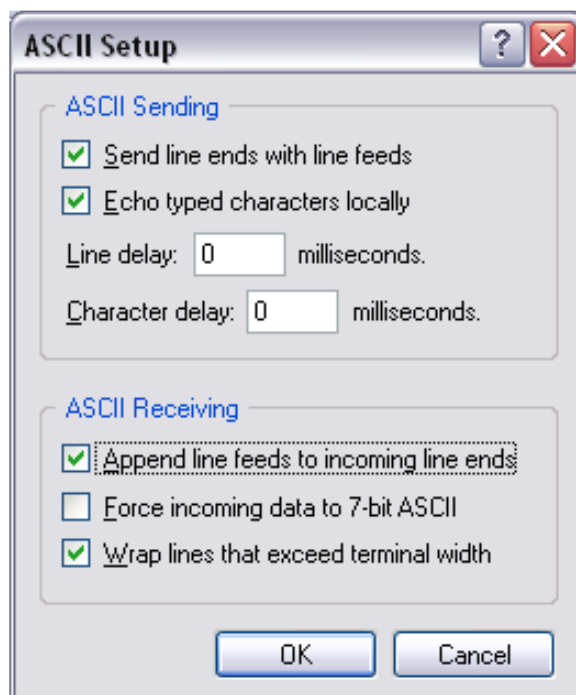 ASCII Setup
ASCII Sending
Send line ends with line feeds
Echo typed characters locally
Line delay: 0 milliseconds.
Character delay: 0 milliseconds.
ASCII Receiving
Append line feeds to incoming line ends
Force incoming data to 7-bit ASCII
Wrap lines that exceed terminal width
OK Cancel